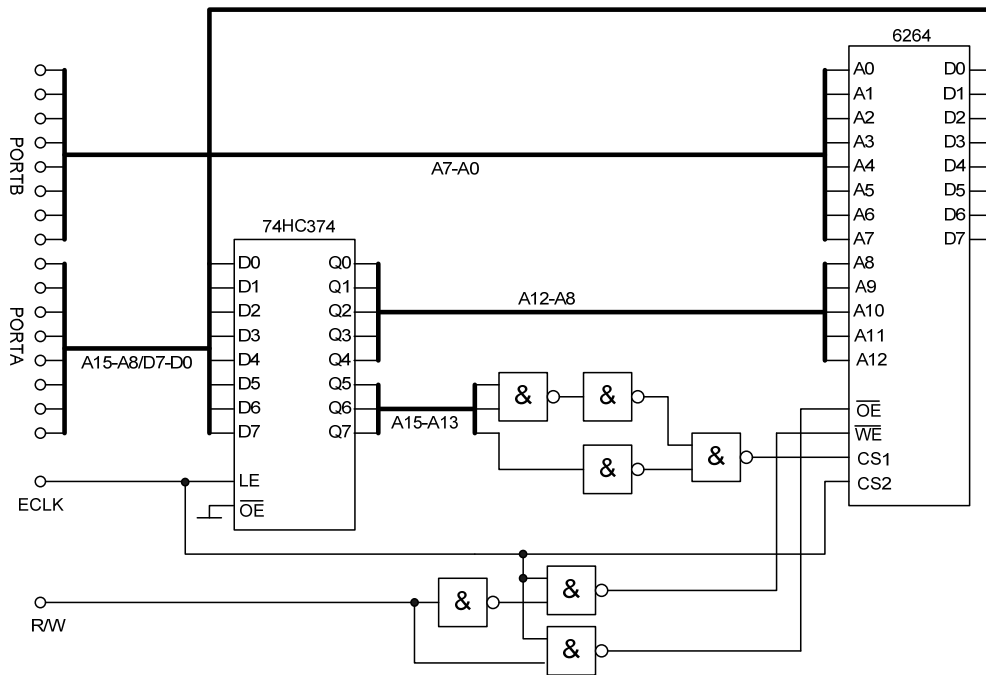 6264
A0 D0
A1 D1
A2 D2
A3 D3
A4 D4
A5 D5
A6 D6
A7 D7
A8
A9
A10
A11
A12
OE
WE
CS1
CS2
PORTB
A7-A0
74HC374
D0 Q0
D1 Q1
D2 Q2
D3 Q3
D4 Q4
D5 Q5
D6 Q6
D7 Q7
LE
OE
PORTA
A15-A8/D7-D0
A12-A8
A15-A13
& &
&
&
ECLK
R/W
&
&
&